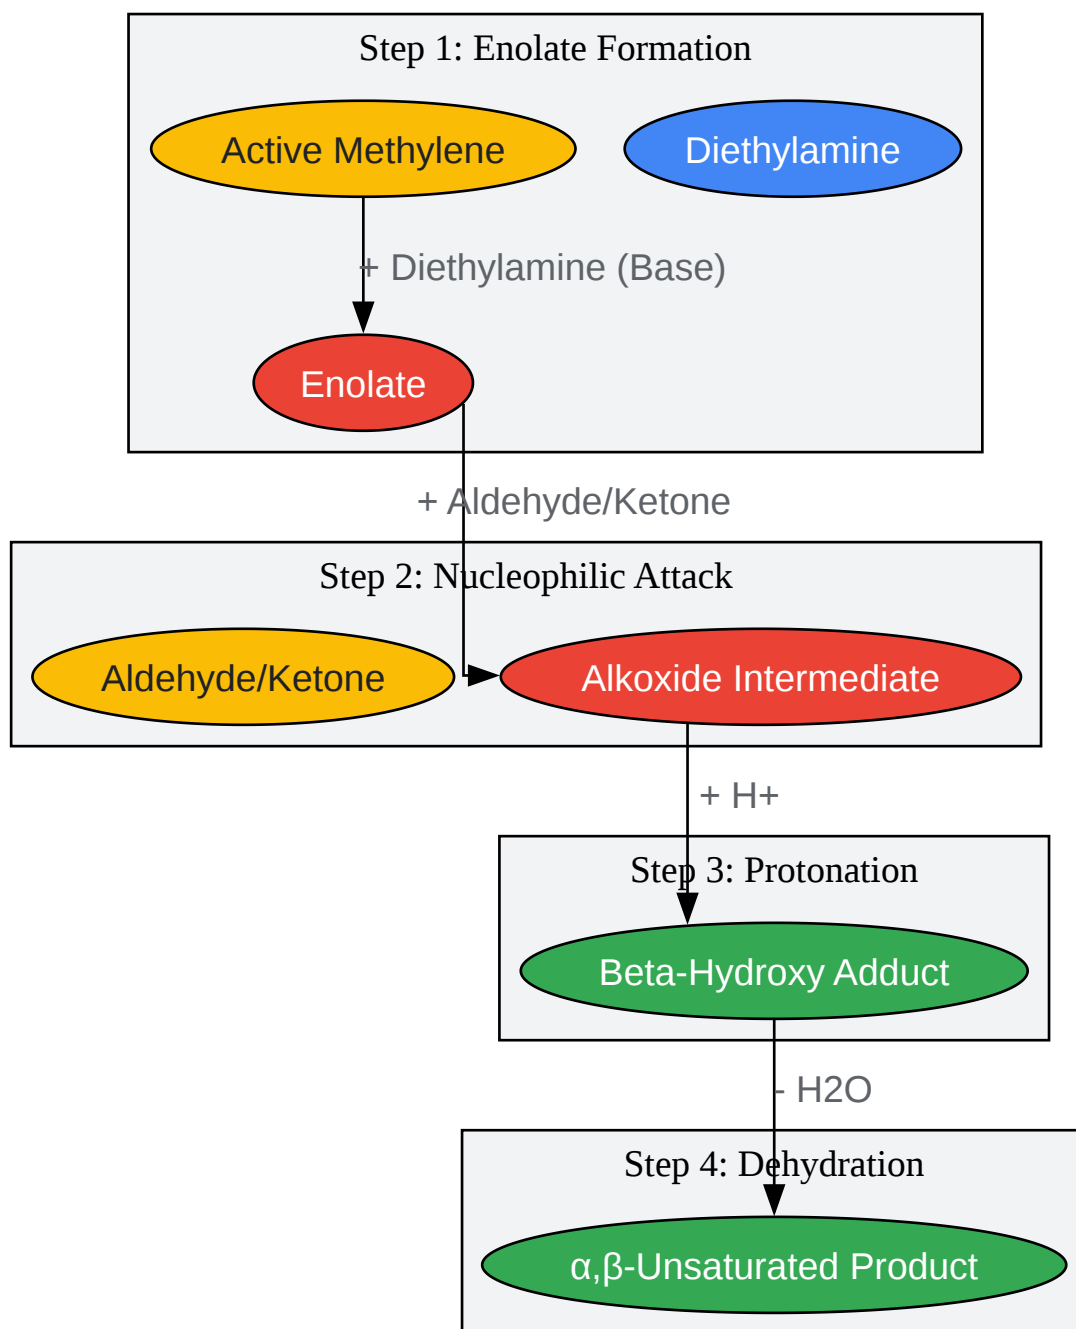 Step 1: Enolate Formation
Active Methylene
Diethylamine
+ Diethylamine (Base)
Enolate
+ Aldehyde/Ketone
Step 2: Nucleophilic Attack
Aldehyde/Ketone
Alkoxide Intermediate
+ H+
Step 3: Protonation
Beta-Hydroxy Adduct
- H2O
Step 4: Dehydration
α,β-Unsaturated Product